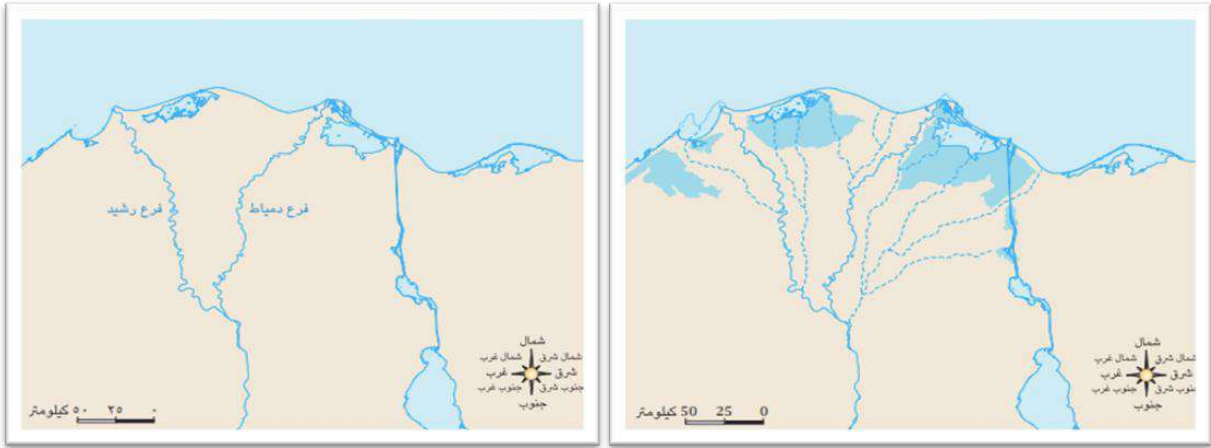 فرع رشيد
فرع دمياط
شمال
شمال غرب
شمال شرق
غرب
شرق
جنوب غرب
جنوب شرق
جنوب
٠ ٢٥ ٥٠ كيلومتر
شمال
شمال غرب
شمال شرق
غرب
شرق
جنوب غرب
جنوب شرق
جنوب
0 25 50 كيلومتر